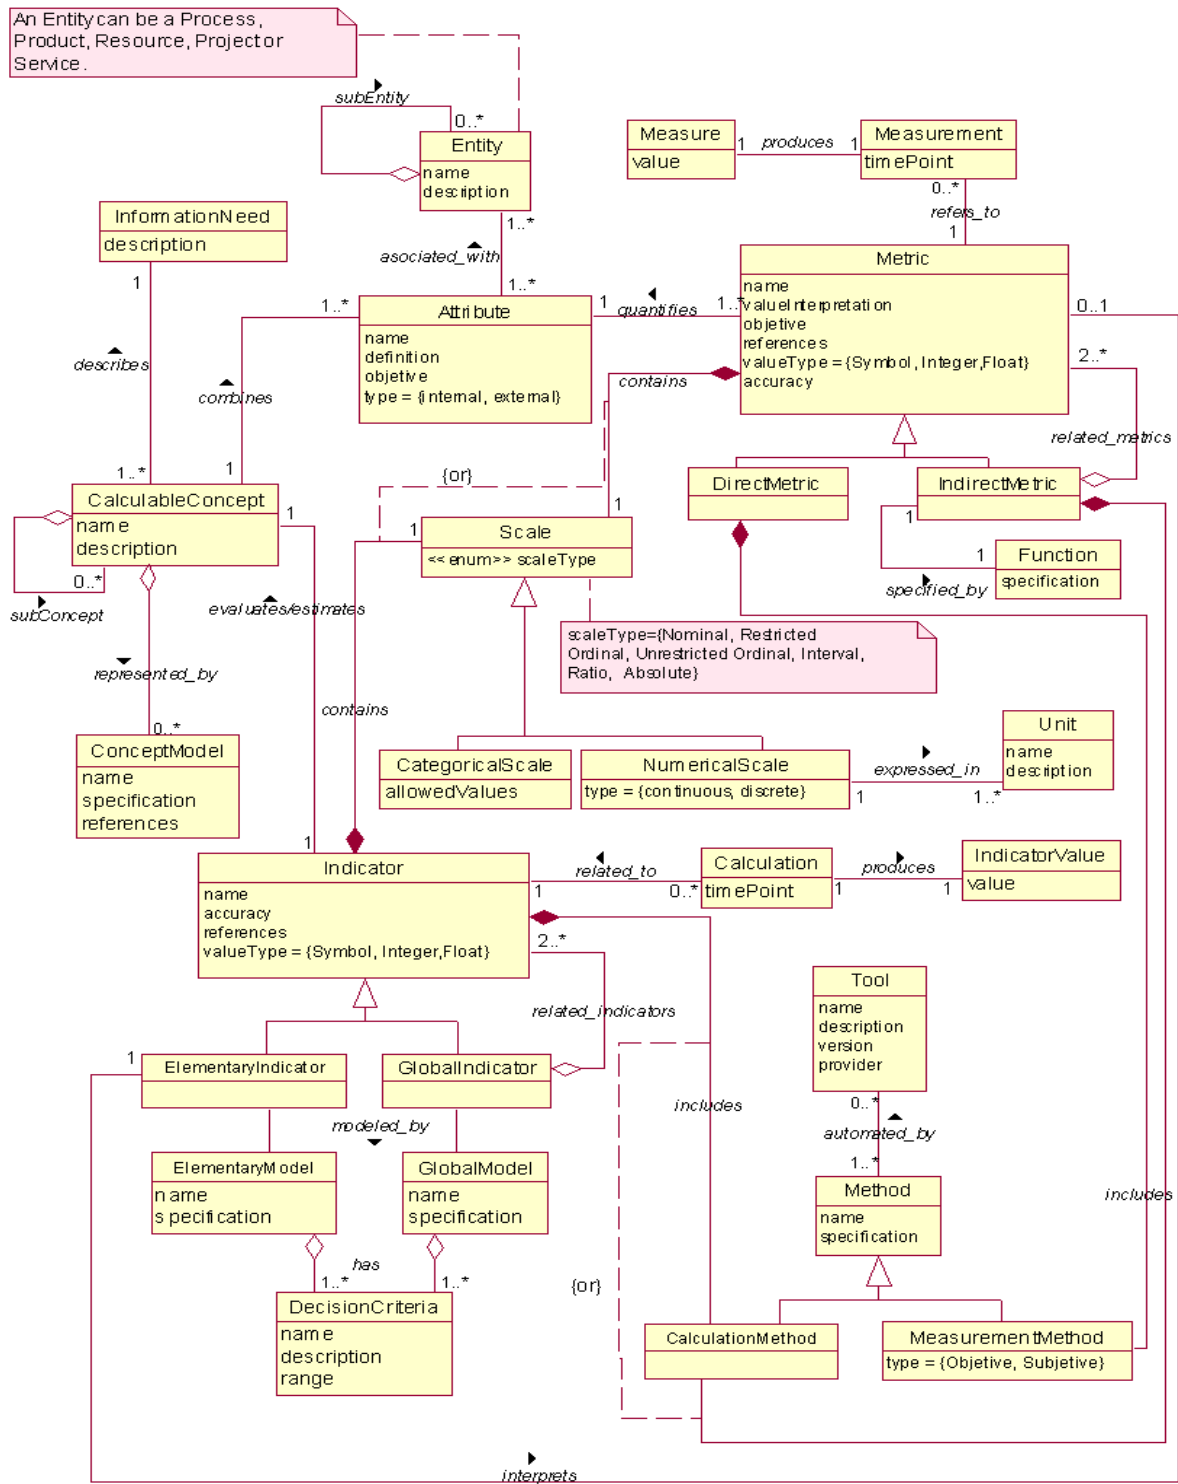 An Entity can be a Process,
Product, Resource, Project or
Service.
subEntity
0..*
Entity
name
description
1..*
asociated_with
1..*
Measure
value
1
produces
1
Measurement
timePoint
0..*
refers_to
1
InformationNeed
description
1
describes
1..*
Attribute
name
definition
objetive
type = {internal, external}
1..*
combines
1
1
quantifies
1..*
Metric
name
valueInterpretation
objetive
references
valueType = {Symbol, Integer,Float}
accuracy
0..1
2..*
related_metrics
contains
{or}
1
1
CalculableConcept
name
description
1
0..*
subConcept
evaluates/estimates
represented_by
0..*
ConceptModel
name
specification
references
Scale
<<enum>> scaleType
DirectMetric
IndirectMetric
1
1
specified_by
Function
specification
scaleType={Nominal, Restricted
Ordinal, Unrestricted Ordinal, Interval,
Ratio, Absolute}
contains
CategoricalScale
allowedValues
NumericalScale
type = {continuous, discrete}
1
expressed_in
1..*
Unit
name
description
1
Indicator
name
accuracy
references
valueType = {Symbol, Integer,Float}
1
related_to
0..*
Calculation
timePoint
1
produces
1
IndicatorValue
value
2..*
related_indicators
Tool
name
description
version
provider
0..*
automated_by
1..*
1
ElementaryIndicator
GlobalIndicator
modeled_by
includes
ElementaryModel
name
specification
GlobalModel
name
specification
Method
name
specification
includes
has
1..*
1..*
{or}
DecisionCriteria
name
description
range
CalculationMethod
MeasurementMethod
type = {Objetive, Subjetive}
interprets